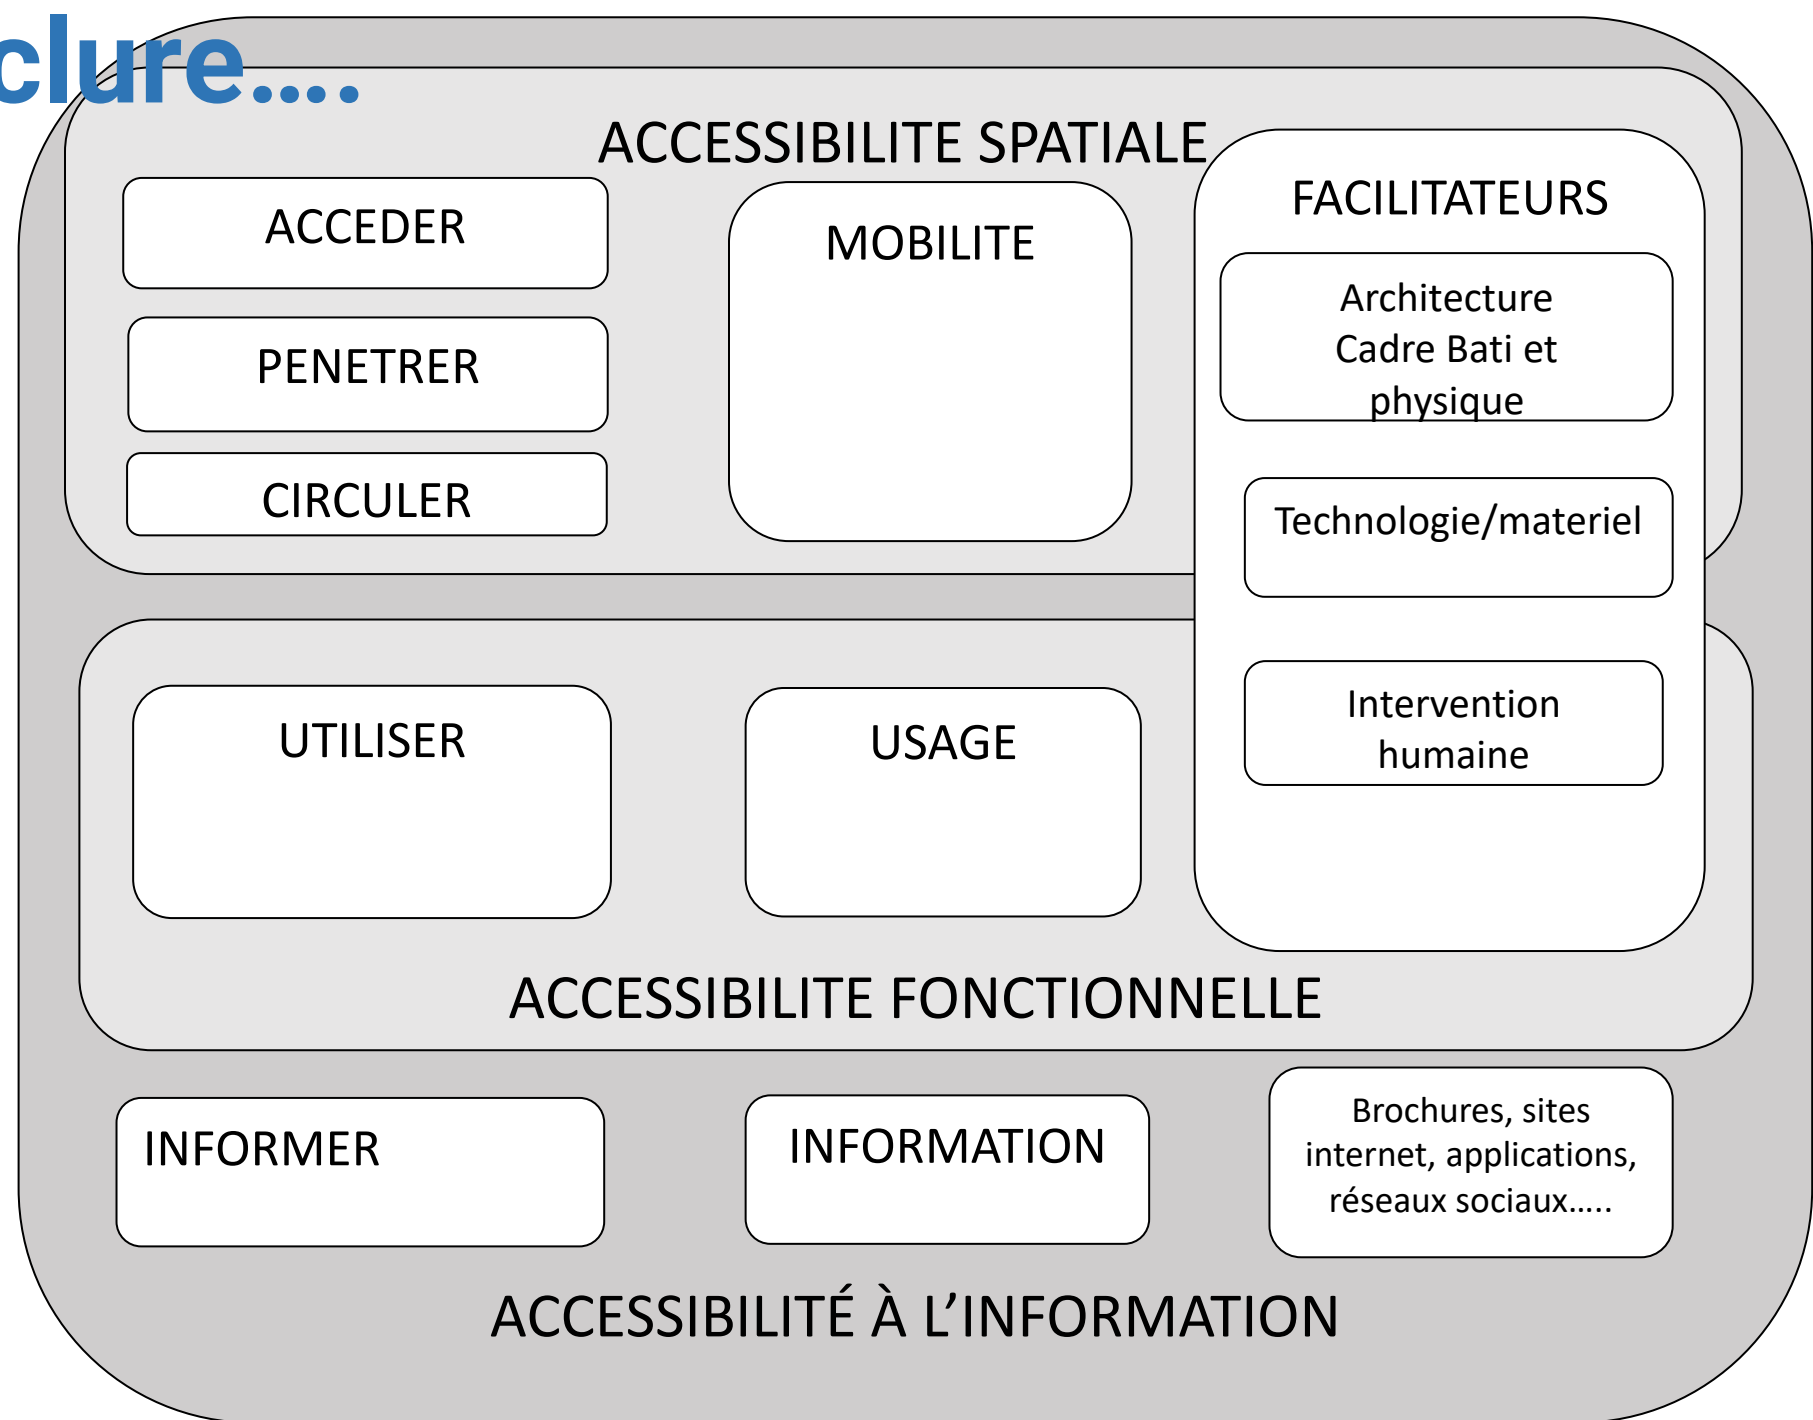 clure....
ACCESSIBILITE SPATIALE
ACCEDER
PENETRER
CIRCULER
MOBILITE
FACILITATEURS
Architecture
Cadre Bati et
physique
Technologie/materiel
Intervention
humaine
UTILISER
USAGE
ACCESSIBILITE FONCTIONNELLE
INFORMER
INFORMATION
Brochures, sites
internet, applications,
réseaux sociaux.....
ACCESSIBILITÉ À L’INFORMATION